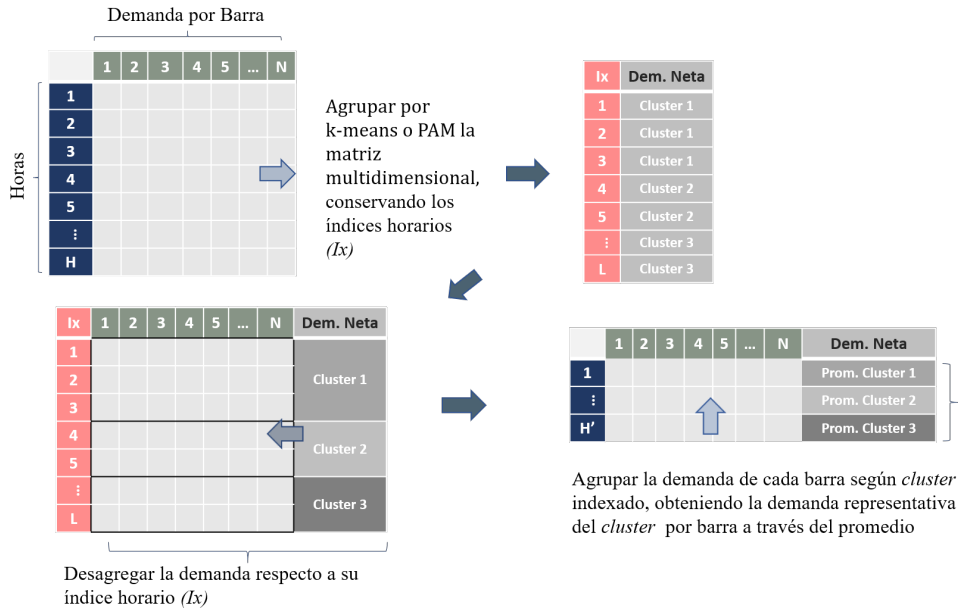 Demanda por Barra
1 2 3 4 5 ... N
Horas
1
2
3
4
5
⋮
H
Agrupar por
k-means o PAM la
matriz
multidimensional,
conservando los
índices horarios
(Ix)
Ix Dem. Neta
1 Cluster 1
2 Cluster 1
3 Cluster 1
4 Cluster 2
5 Cluster 2
⋮ Cluster 3
L Cluster 3
Ix 1 2 3 4 5 ... N Dem. Neta
1
2 Cluster 1
3
4
5 Cluster 2
⋮
L Cluster 3
Desagregar la demanda respecto a su
índice horario (Ix)
1 2 3 4 5 ... N Dem. Neta
1 Prom. Cluster 1
⋮ Prom. Cluster 2
H’ Prom. Cluster 3
Agrupar la demanda de cada barra según cluster
indexado, obteniendo la demanda representativa
del cluster por barra a través del promedio